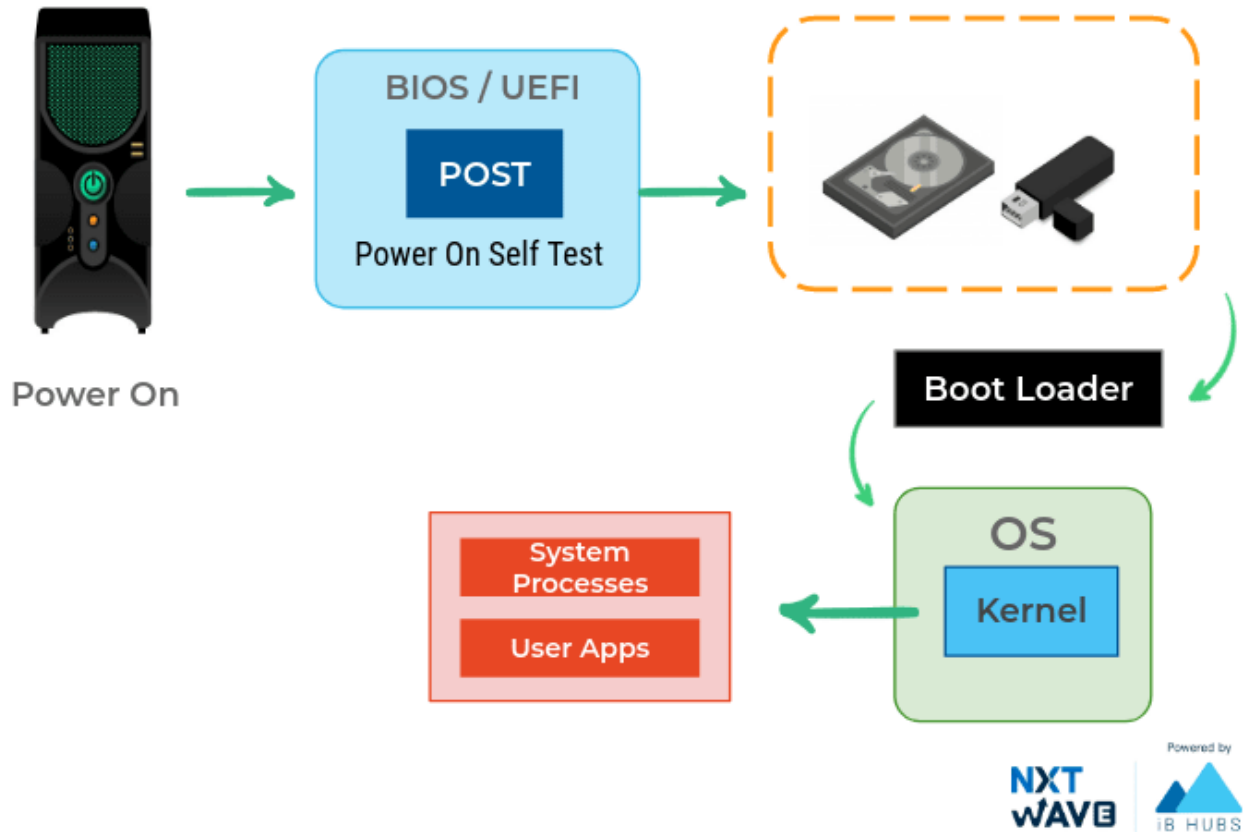 BIOS / UEFI
POST
Power On Self Test
Power On
Boot Loader
OS
Kernel
System
Processes
User Apps
Powered by
NXT
WAVE
iB HUBS